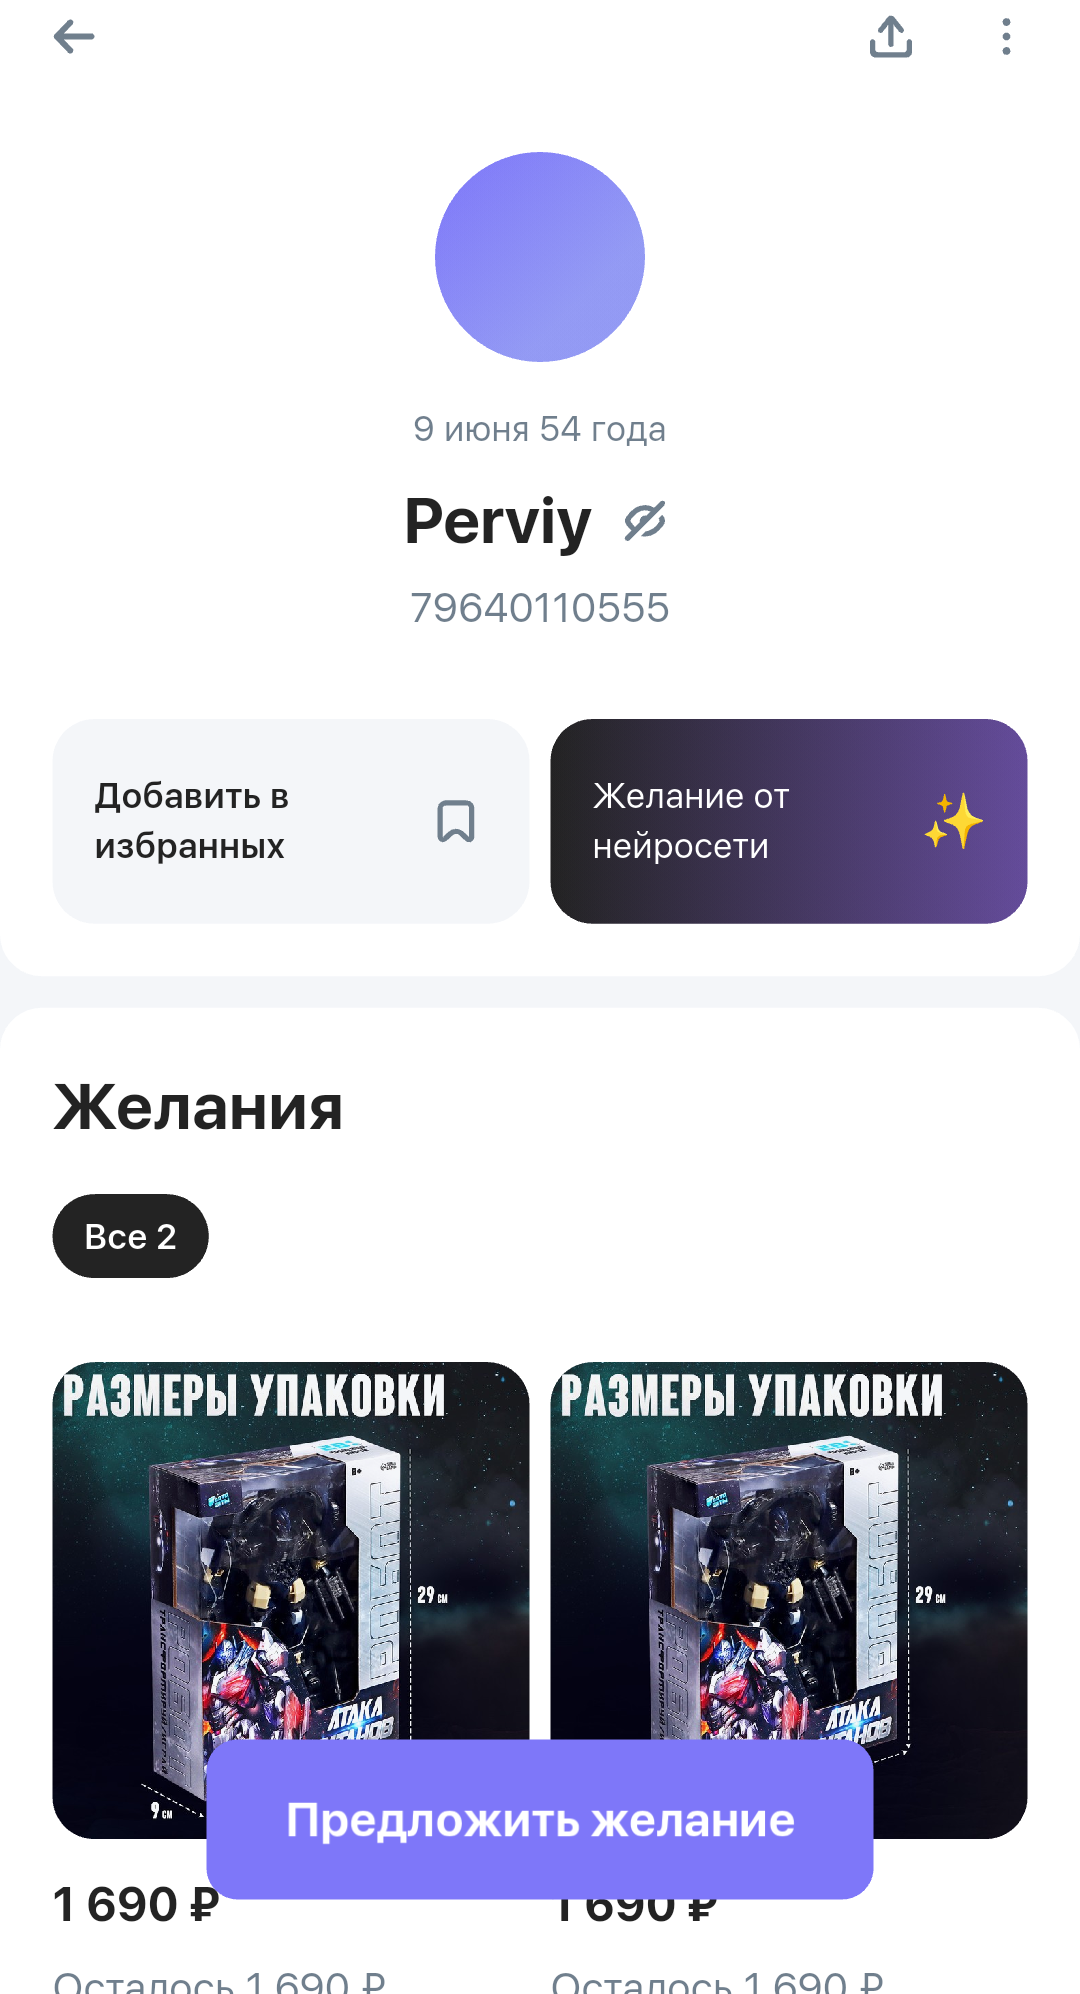 9 июня 54 года
Perviy
79640110555
Добавить в
избранных
Желание от
нейросети
Желания
Все 2
РАЗМЕРЫ УПАКОВКИ
РАЗМЕРЫ УПАКОВКИ
29 см
29 см
АТАКА
АТАКА
9 см
Предложить желание
1 690 ₽
1 690 ₽
Осталось 1 690 ₽
Осталось 1 690 ₽